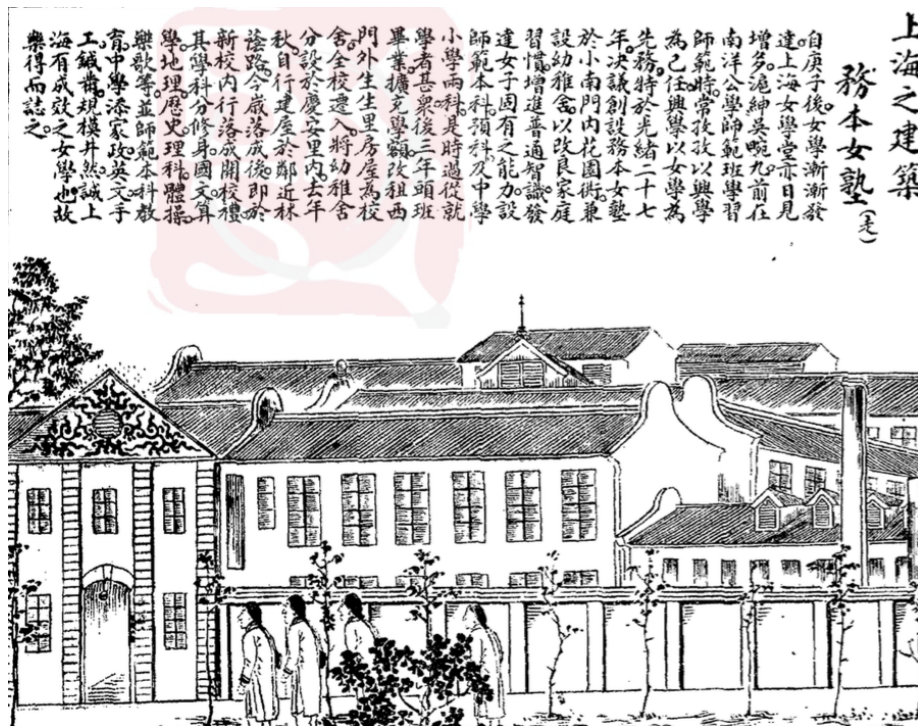 上海之建築
務本女塾(走)
自庚子後女學漸漸發
達上海女學堂亦日見
增多滬紳吳畹九前在
南洋公學師範班學習
師範時常孜孜以興學
為己任興學以女學為
先務特於光緒二十七
年決議創設務本女塾
於小南門內花園衖兼
設幼稚舍以改良家庭
習慣增進普通智識發
達女子固有之能力設
師範本科預科及中學
小學兩科是時過從就
學者甚衆後三年頭班
畢業擴充學額改租西
門外生生里房屋為校
舍全校遷入將幼稚舍
分設於慶安里內去年
秋自行建屋於鄰近林
蔭路今歲落成後即於
新校內行落成開校禮
其學科分修身國文算
學地理歷史理科體操
樂歌等並師範本科教
育中學添家政英文手
工鍼黹規模井然誠上
海有成效之女學也故
樂得而誌之